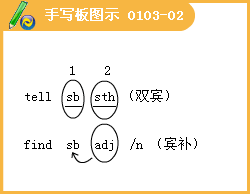 手写板图示 0103-02
1 2
tell sb sth (双宾)
find sb adj /n (宾补)